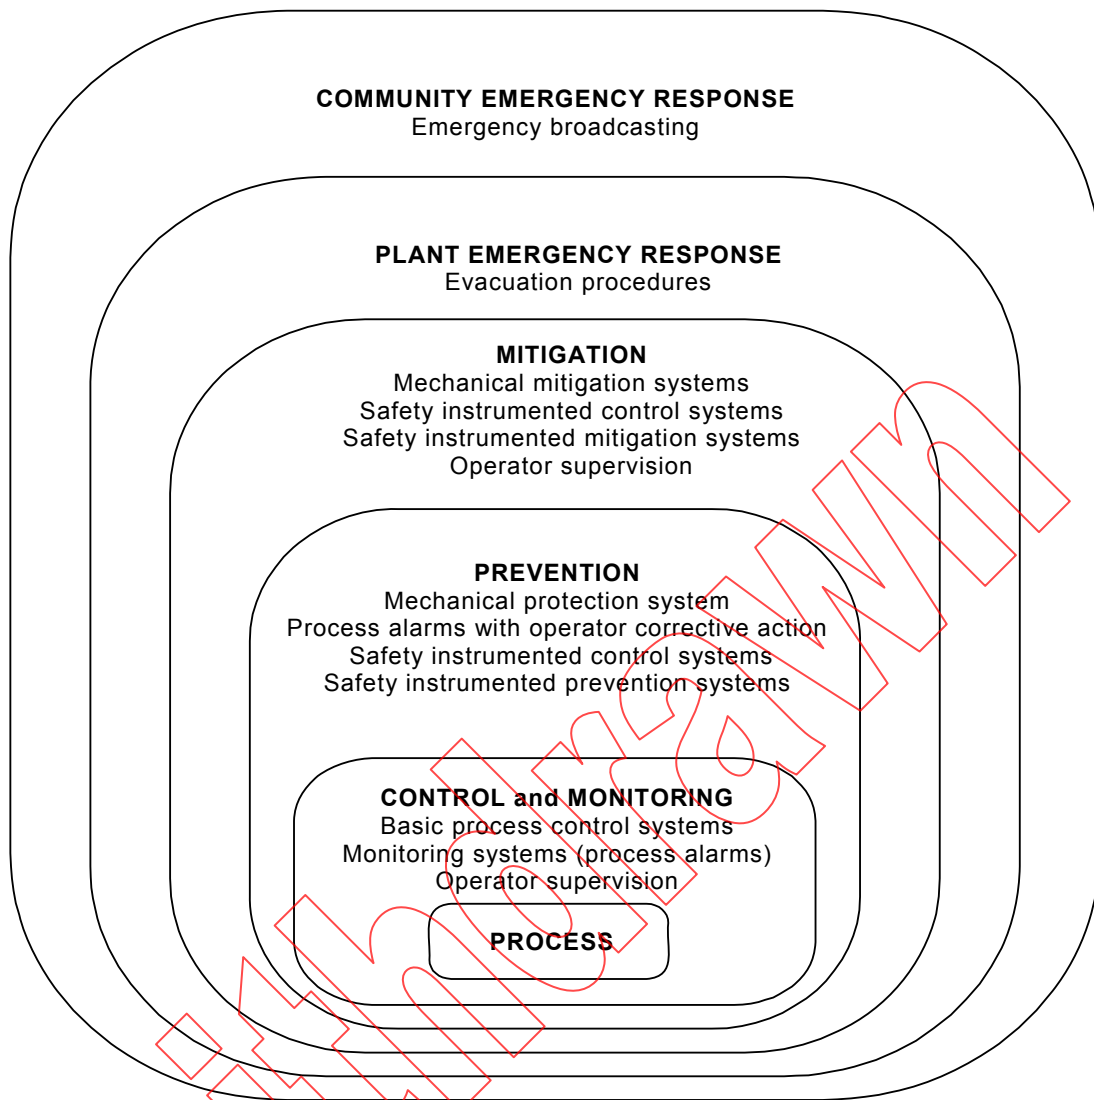 COMMUNITY EMERGENCY RESPONSE
Emergency broadcasting
PLANT EMERGENCY RESPONSE
Evacuation procedures
MITIGATION
Mechanical mitigation systems
Safety instrumented control systems
Safety instrumented mitigation systems
Operator supervision
PREVENTION
Mechanical protection system
Process alarms with operator corrective action
Safety instrumented control systems
Safety instrumented prevention systems
CONTROL and MONITORING
Basic process control systems
Monitoring systems (process alarms)
Operator supervision
PROCESS